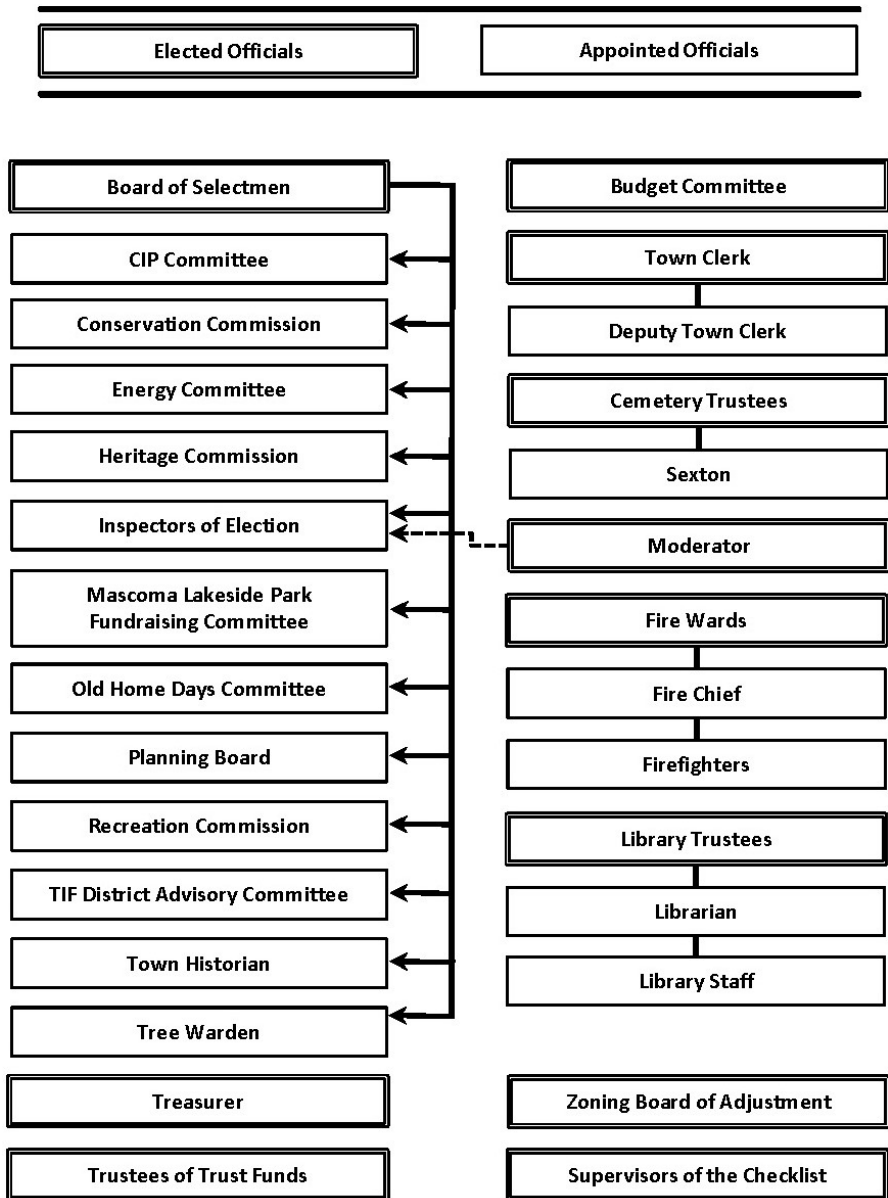 Elected Officials
Appointed Officials
Board of Selectmen
CIP Committee
Conservation Commission
Energy Committee
Heritage Commission
Inspectors of Election
Mascoma Lakeside Park
Fundraising Committee
Old Home Days Committee
Planning Board
Recreation Commission
TIF District Advisory Committee
Town Historian
Tree Warden
Treasurer
Trustees of Trust Funds
Budget Committee
Town Clerk
Deputy Town Clerk
Cemetery Trustees
Sexton
Moderator
Fire Wards
Fire Chief
Firefighters
Library Trustees
Librarian
Library Staff
Zoning Board of Adjustment
Supervisors of the Checklist